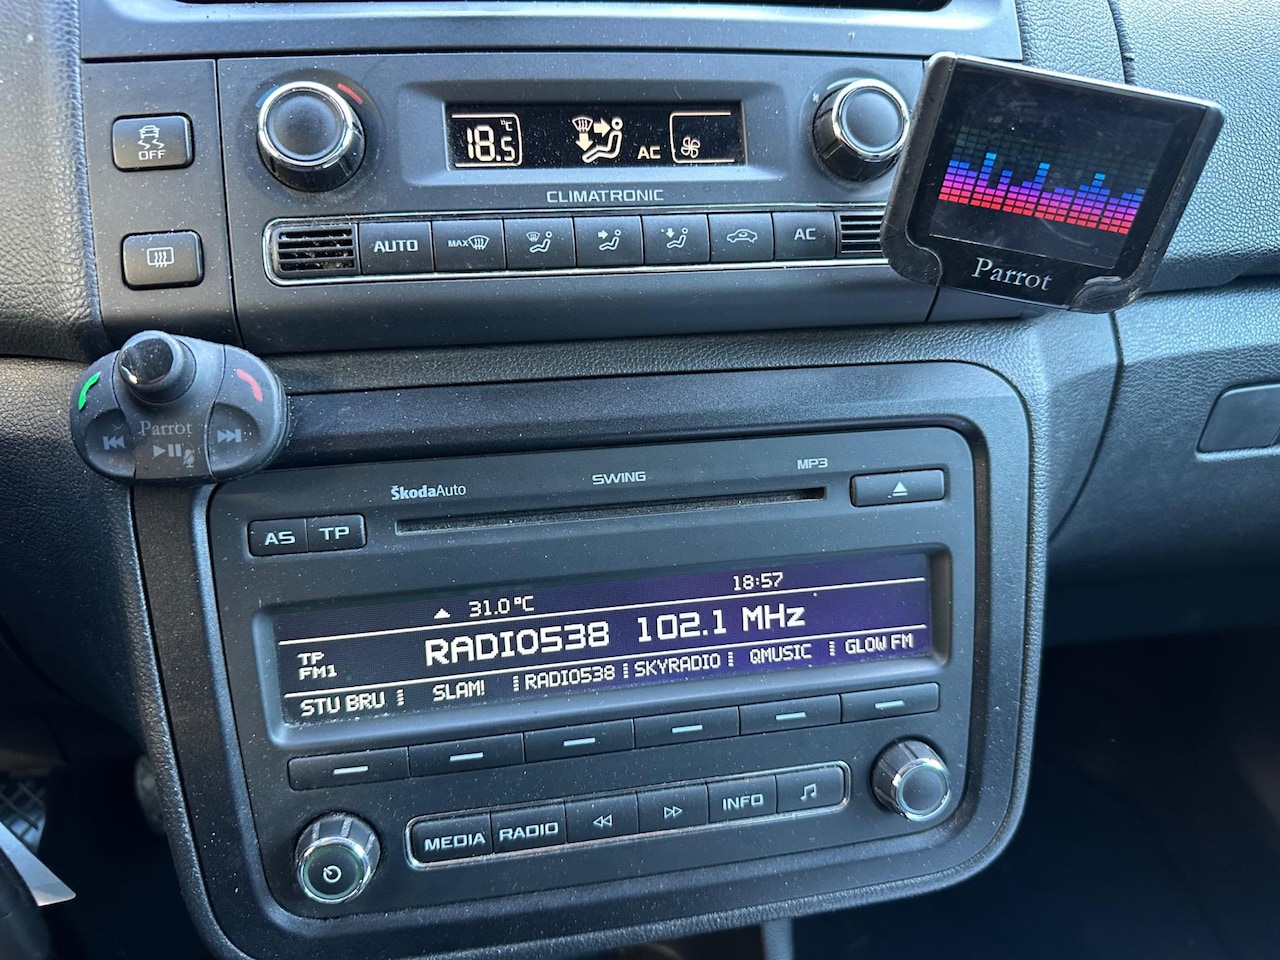 OFF
18.5 °C
AC
CLIMATRONIC
AUTO
MAX
AC
Parrot
Parrot
ŠkodaAuto
SWING
MP3
AS
TP
31.0 °C
18:57
TP
FM1
RADIO538 102.1 MHz
STU BRU
SLAM!
RADIO538
SKYRADIO
QMUSIC
GLOW FM
MEDIA
RADIO
INFO